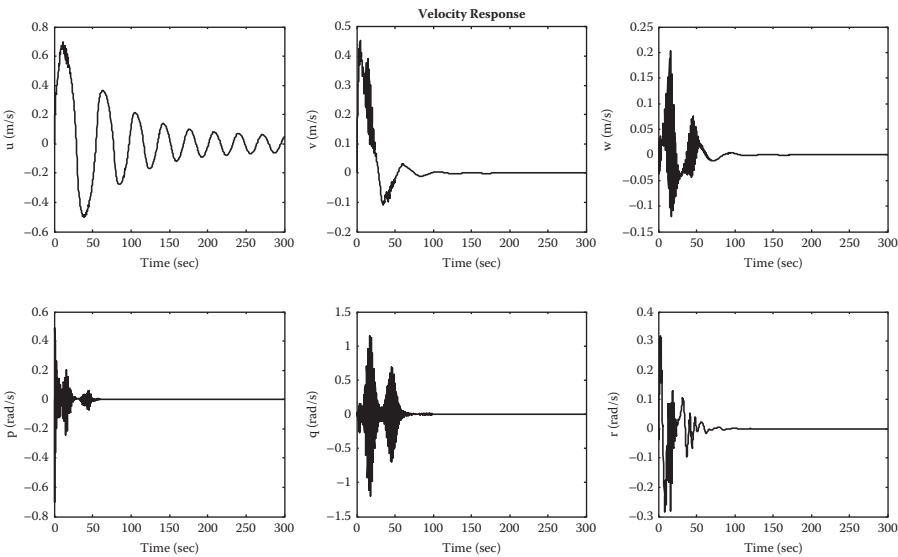 Velocity Response
u (m/s)
0.8
0.6
0.4
0.2
0
−0.2
−0.4
−0.6
0 50 100 150 200 250 300
Time (sec)
v (m/s)
0.5
0.4
0.3
0.2
0.1
0
−0.1
−0.2
0 50 100 150 200 250 300
Time (sec)
w (m/s)
0.25
0.2
0.15
0.1
0.05
0
−0.05
−0.1
−0.15
0 50 100 150 200 250 300
Time (sec)
p (rad/s)
0.6
0.4
0.2
0
−0.2
−0.4
−0.6
−0.8
0 50 100 150 200 250 300
Time (sec)
q (rad/s)
1.5
1
0.5
0
−0.5
−1
−1.5
0 50 100 150 200 250 300
Time (sec)
r (rad/s)
0.4
0.3
0.2
0.1
0
−0.1
−0.2
−0.3
0 50 100 150 200 250 300
Time (sec)